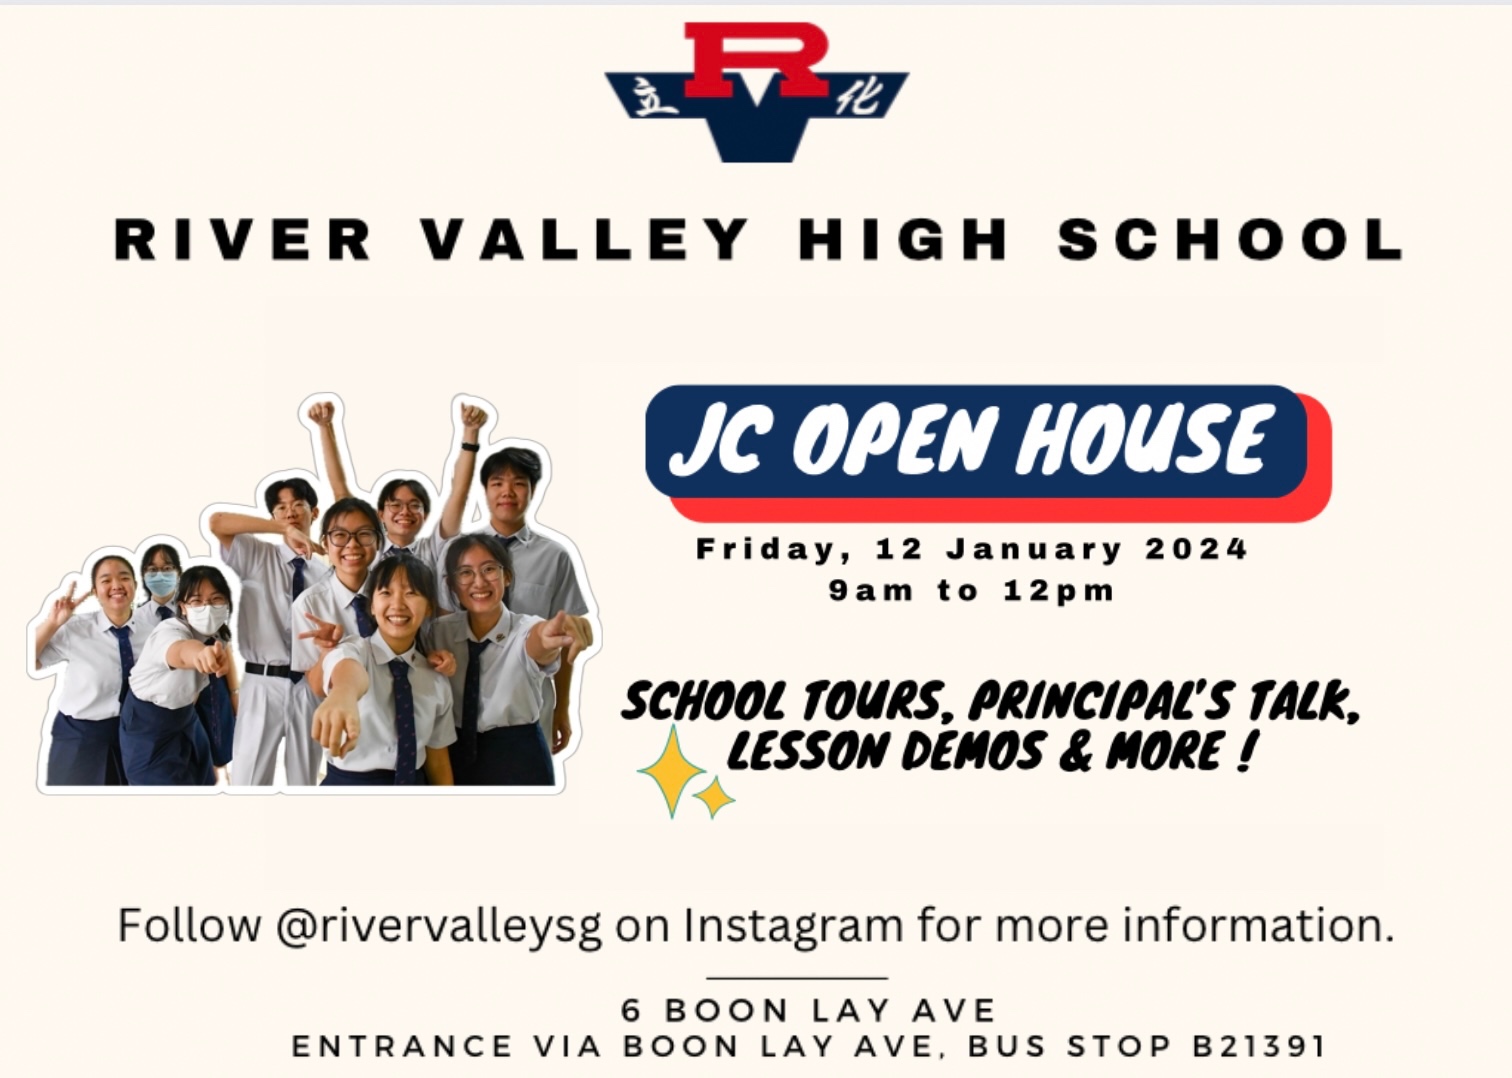 立 R 化
RIVER VALLEY HIGH SCHOOL
JC OPEN HOUSE
Friday, 12 January 2024
9am to 12pm
SCHOOL TOURS, PRINCIPAL'S TALK,
LESSON DEMOS & MORE !
Follow @rivervalleysg on Instagram for more information.
6 BOON LAY AVE
ENTRANCE VIA BOON LAY AVE, BUS STOP B21391